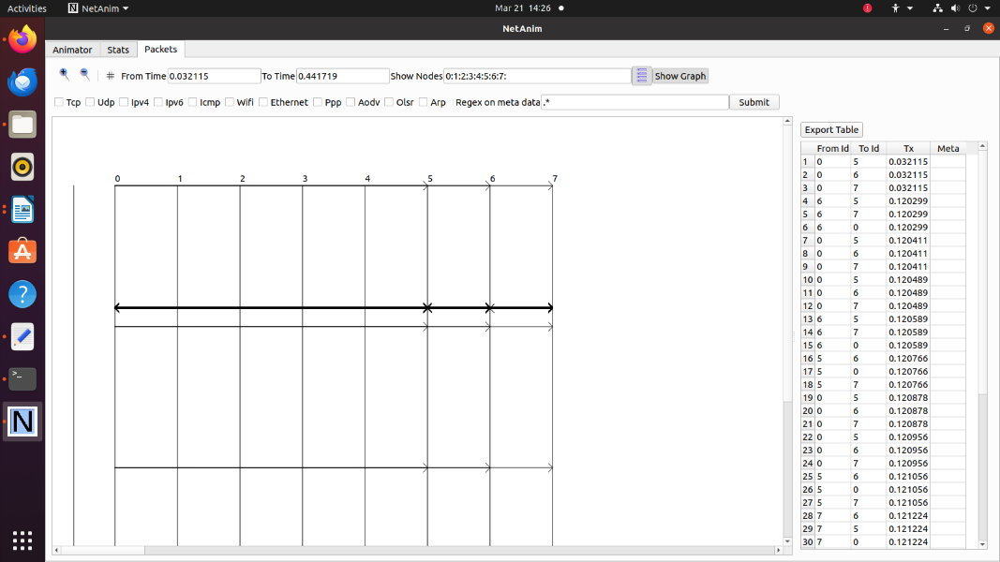 Activities NetAnim Mar 21 14:26
NetAnim
Animator Stats Packets
# From Time 0.032115 To Time 0.441719 Show Nodes 0:1:2:3:4:5:6:7: Show Graph
Tcp Udp Ipv4 Ipv6 Icmp Wifi Ethernet Ppp Aodv Olsr Arp Regex on meta data .* Submit
0 1 2 3 4 5 6 7
Export Table
From Id To Id Tx Meta
1 0 5 0.032115
2 0 6 0.032115
3 0 7 0.032115
4 6 5 0.120299
5 6 7 0.120299
6 6 0 0.120299
7 0 5 0.120411
8 0 6 0.120411
9 0 7 0.120411
10 0 5 0.120489
11 0 6 0.120489
12 0 7 0.120489
13 6 5 0.120589
14 6 7 0.120589
15 6 0 0.120589
16 5 6 0.120766
17 5 0 0.120766
18 5 7 0.120766
19 0 5 0.120878
20 0 6 0.120878
21 0 7 0.120878
22 0 5 0.120956
23 0 6 0.120956
24 0 7 0.120956
25 5 6 0.121056
26 5 0 0.121056
27 5 7 0.121056
28 7 6 0.121224
29 7 5 0.121224
30 7 0 0.121224